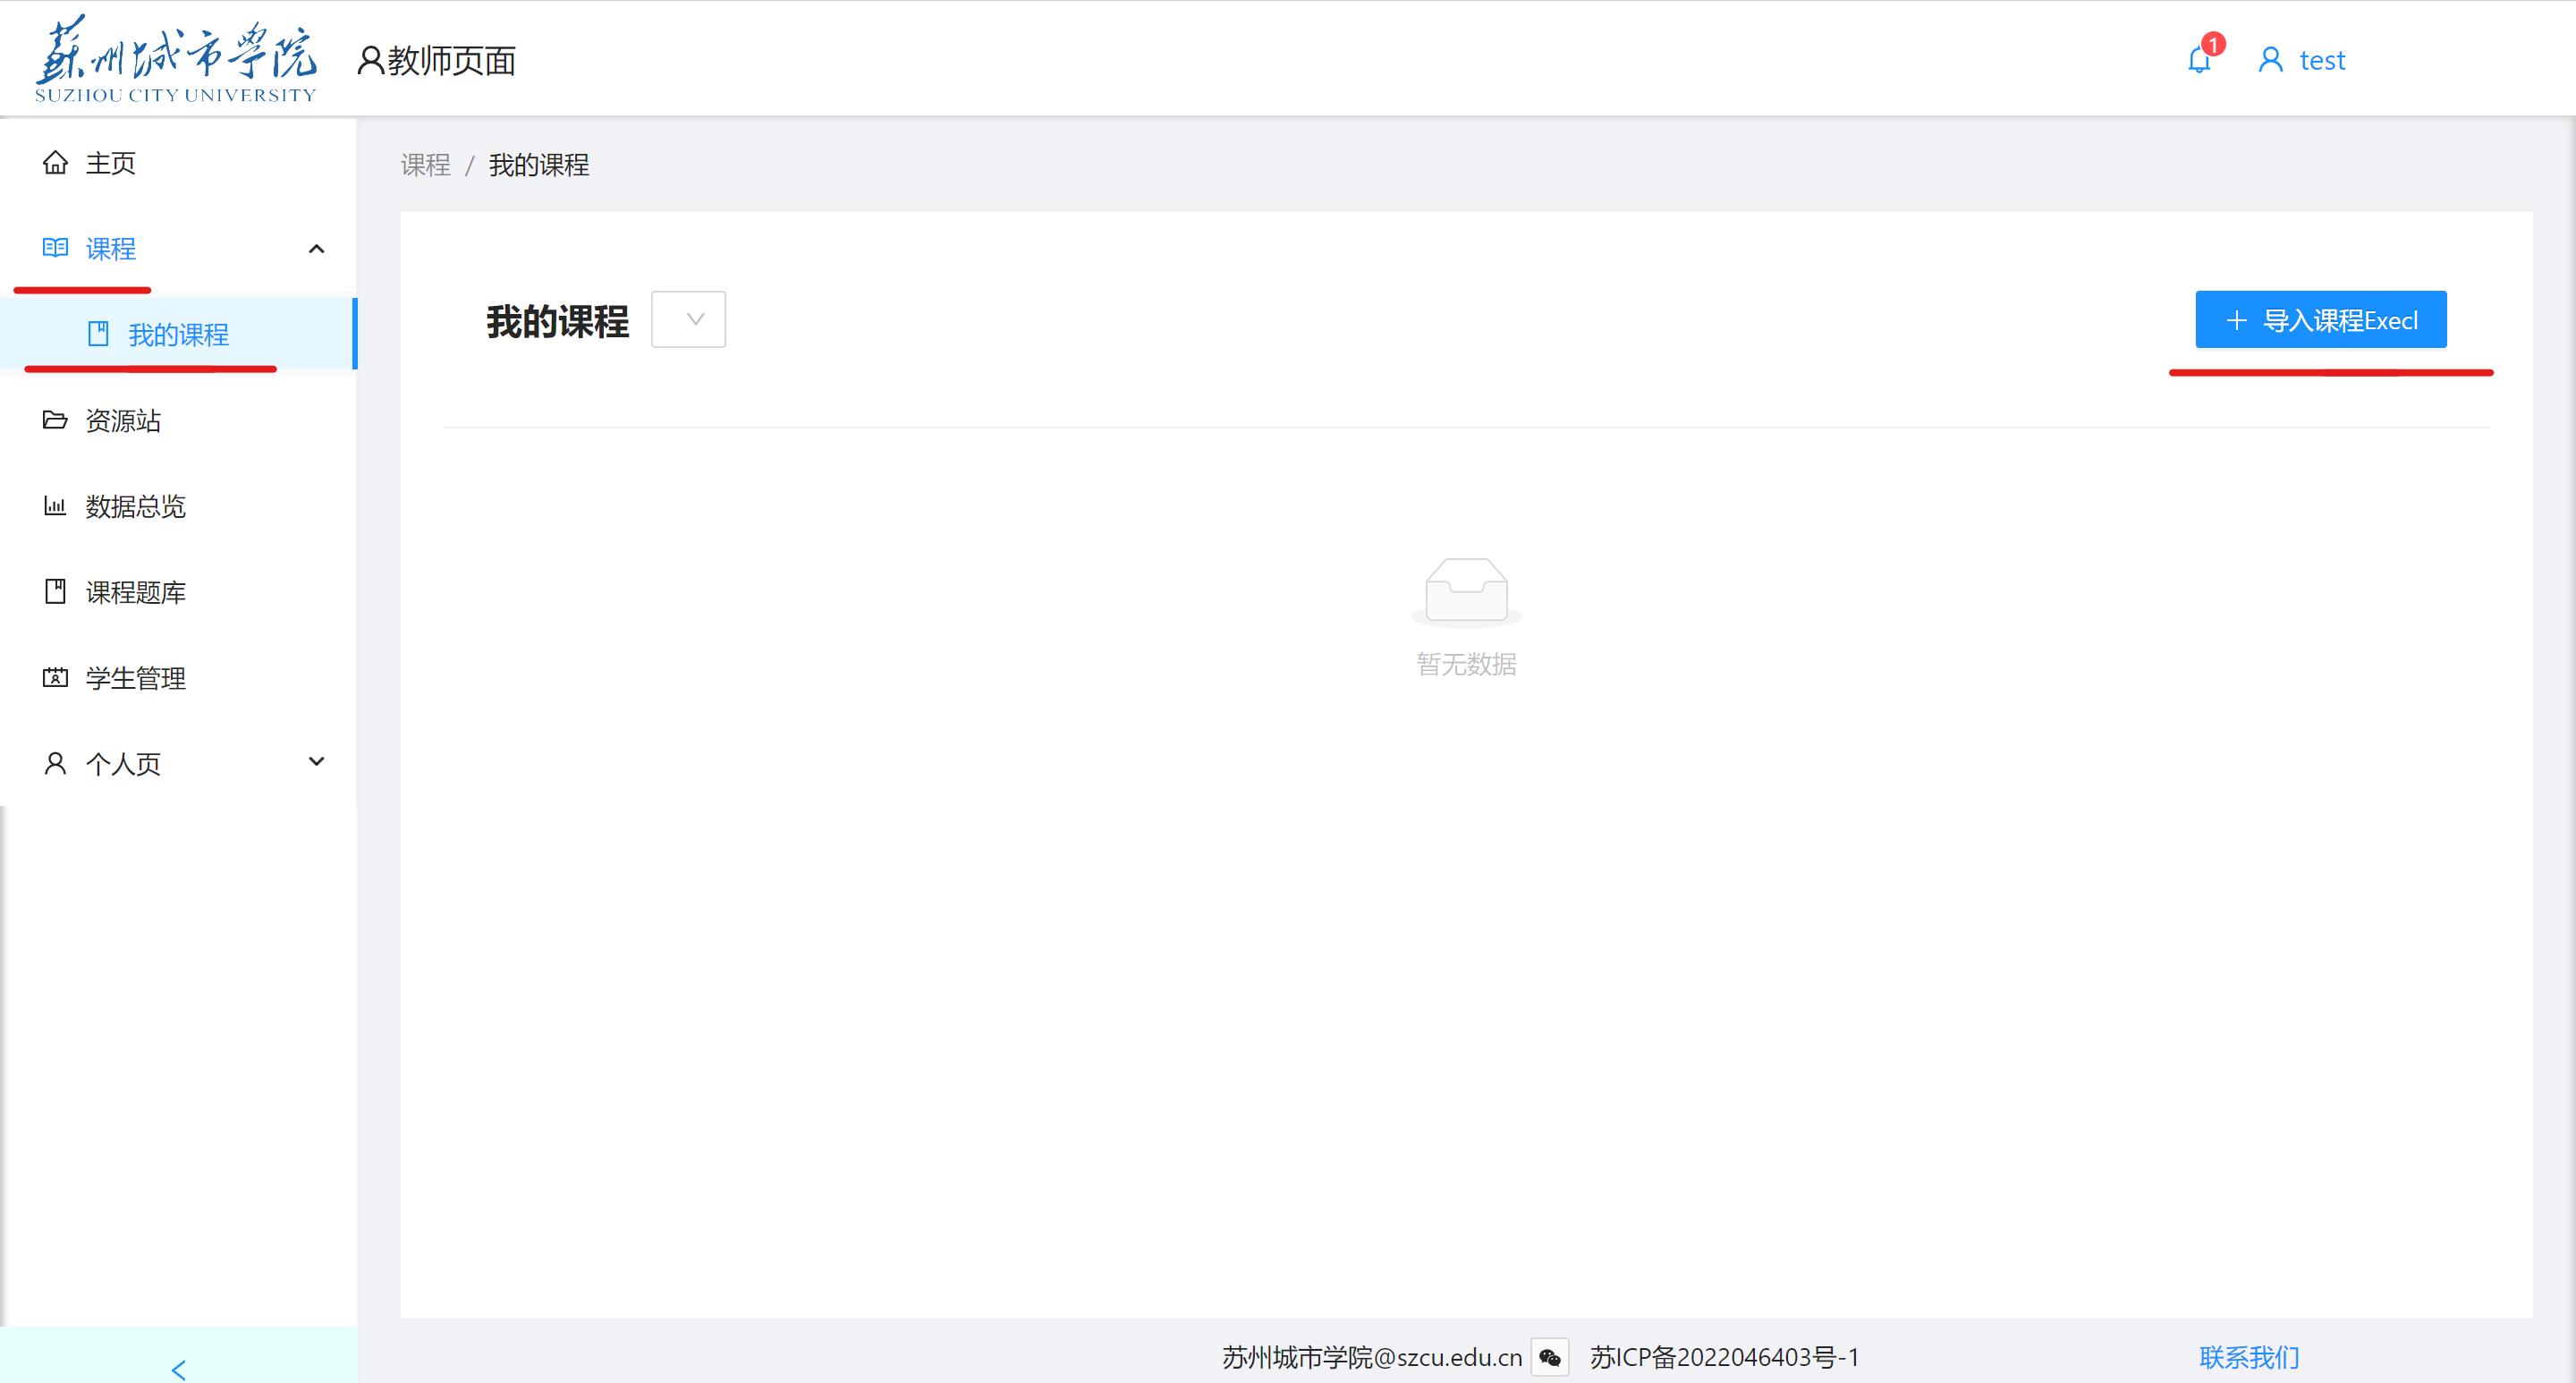 蘇州城市学院
SUZHOU CITY UNIVERSITY
教师页面
1
test
主页
课程
我的课程
资源站
数据总览
课程题库
学生管理
个人页
课程 / 我的课程
我的课程
导入课程Execl
暂无数据
苏州城市学院@szcu.edu.cn 苏ICP备2022046403号-1
联系我们